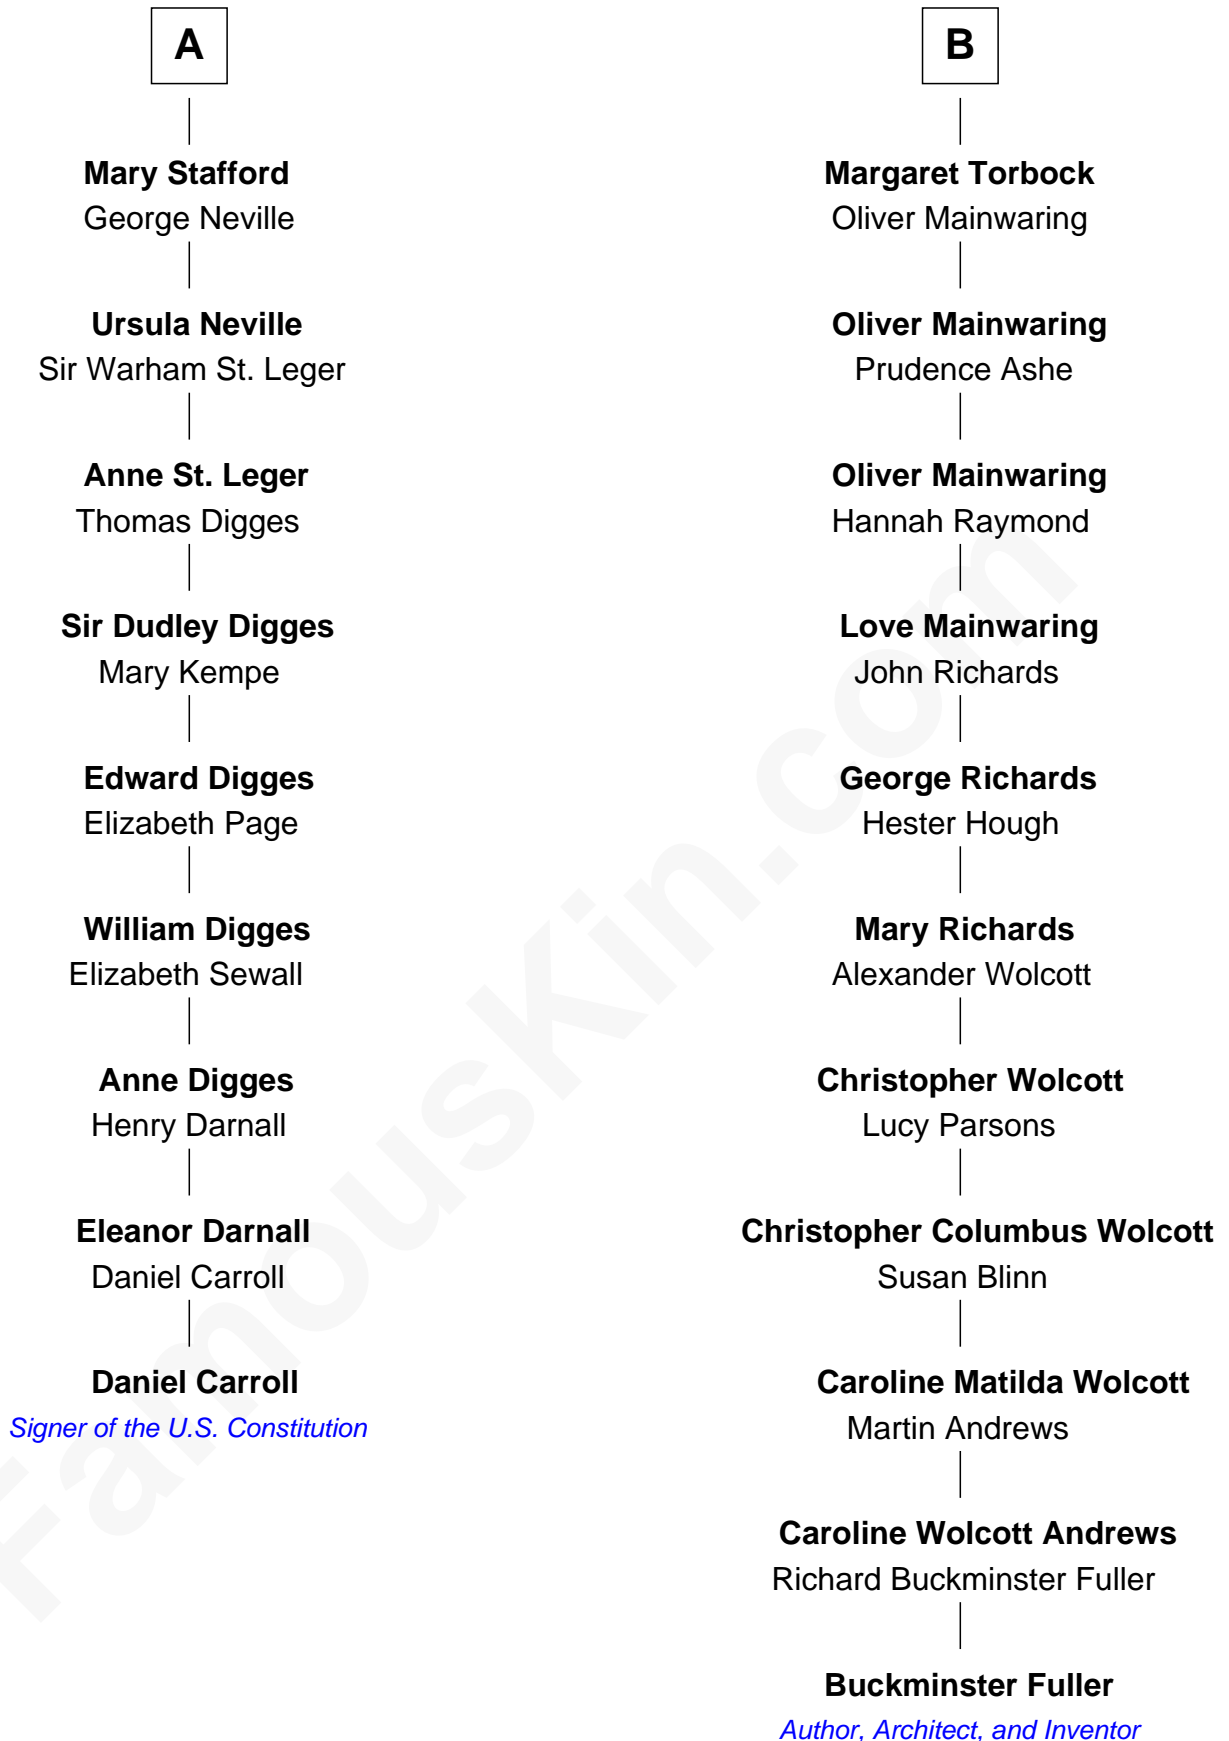 A
Mary Stafford
George Neville
Ursula Neville
Sir Warham St. Leger
Anne St. Leger
Thomas Digges
Sir Dudley Digges
Mary Kempe
Edward Digges
Elizabeth Page
William Digges
Elizabeth Sewall
Anne Digges
Henry Darnall
Eleanor Darnall
Daniel Carroll
Daniel Carroll
Signer of the U.S. Constitution
B
Margaret Torbock
Oliver Mainwaring
Oliver Mainwaring
Prudence Ashe
Oliver Mainwaring
Hannah Raymond
Love Mainwaring
John Richards
George Richards
Hester Hough
Mary Richards
Alexander Wolcott
Christopher Wolcott
Lucy Parsons
Christopher Columbus Wolcott
Susan Blinn
Caroline Matilda Wolcott
Martin Andrews
Caroline Wolcott Andrews
Richard Buckminster Fuller
Buckminster Fuller
Author, Architect, and Inventor
FamousKin.com